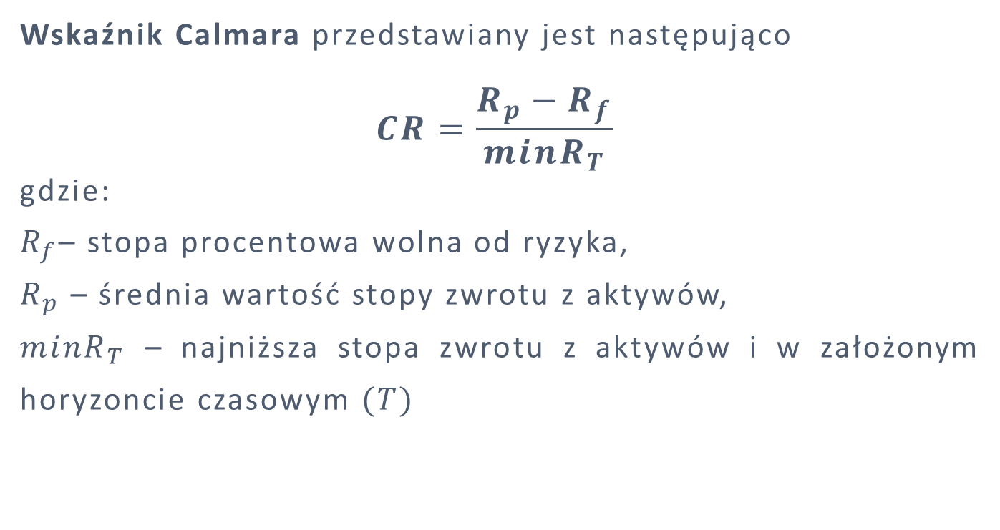 Wskaźnik Calmara przedstawiany jest następująco
CR = \frac{R_p - R_f}{minR_T}
gdzie:
R_f – stopa procentowa wolna od ryzyka,
R_p – średnia wartość stopy zwrotu z aktywów,
minR_T – najniższa stopa zwrotu z aktywów i w założonym
horyzoncie czasowym (T)